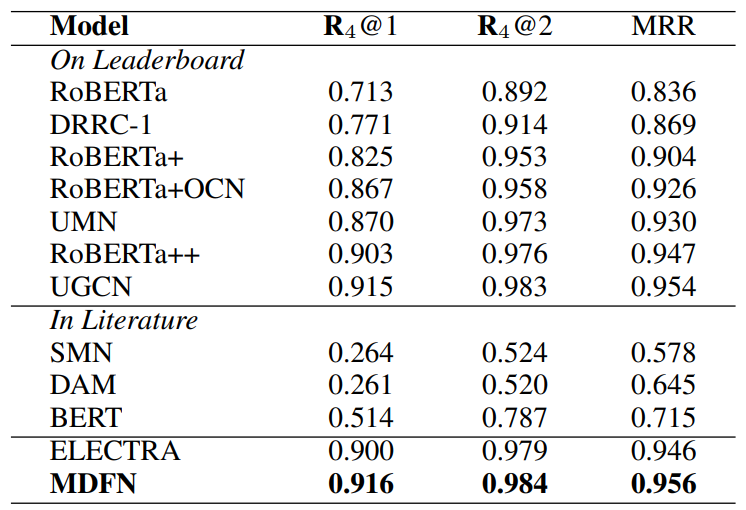 Model R4@1 R4@2 MRR
On Leaderboard
RoBERTa 0.713 0.892 0.836
DRRC-1 0.771 0.914 0.869
RoBERTa+ 0.825 0.953 0.904
RoBERTa+OCN 0.867 0.958 0.926
UMN 0.870 0.973 0.930
RoBERTa++ 0.903 0.976 0.947
UGCN 0.915 0.983 0.954
In Literature
SMN 0.264 0.524 0.578
DAM 0.261 0.520 0.645
BERT 0.514 0.787 0.715
ELECTRA 0.900 0.979 0.946
MDFN 0.916 0.984 0.956